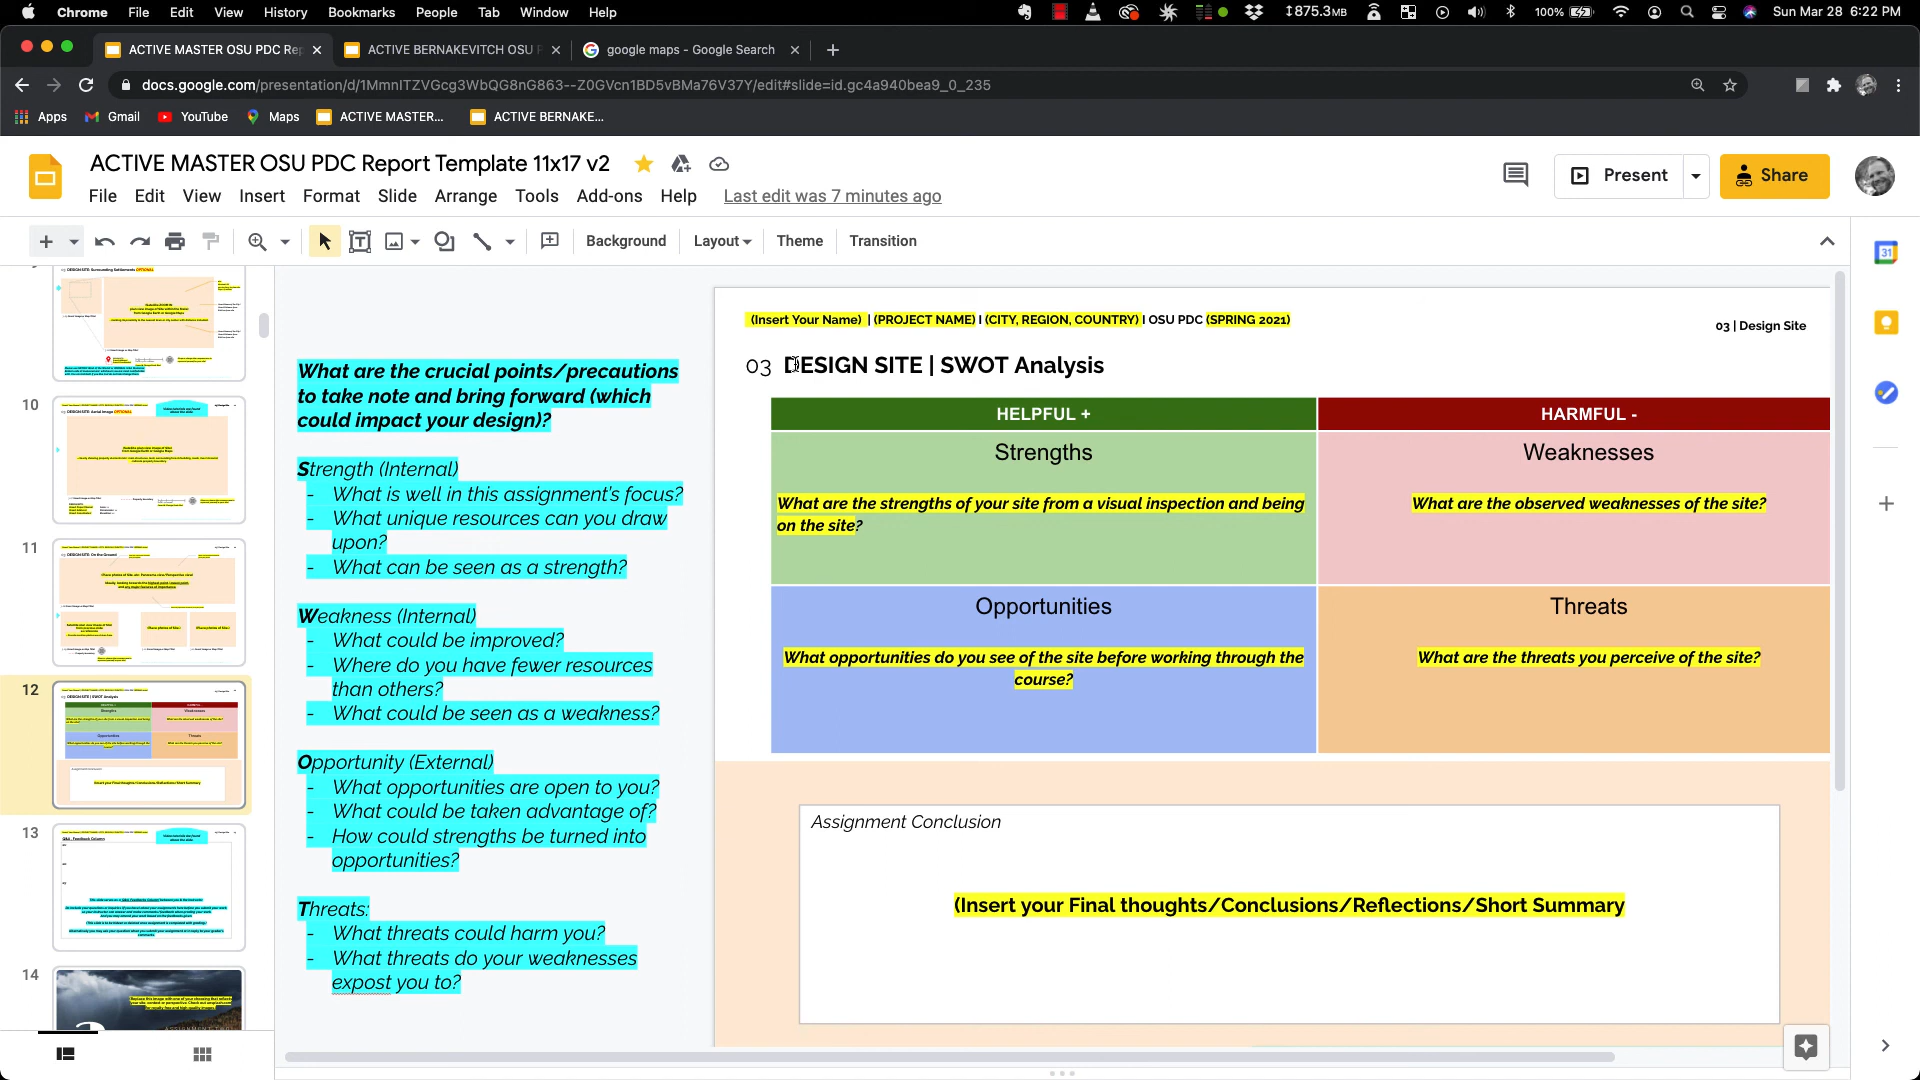 Chrome File Edit View History Bookmarks People Tab Window Help
875.3MB 100% Sun Mar 28 6:22 PM
ACTIVE MASTER OSU PDC Rep
ACTIVE BERNAKEVITCH OSU P
google maps - Google Search
docs.google.com/presentation/d/1MmnITZVGcg3WbQG8nG863--Z0GVcn1BD5vBMa76V37Y/edit#slide=id.gc4a940bea9_0_235
Apps Gmail YouTube Maps ACTIVE MASTER... ACTIVE BERNAKE...
ACTIVE MASTER OSU PDC Report Template 11x17 v2
Present
Share
File Edit View Insert Format Slide Arrange Tools Add-ons Help Last edit was 7 minutes ago
Background Layout Theme Transition
31
10
11
12
13
14
What are the crucial points/precautions
to take note and bring forward (which
could impact your design)?
Strength (Internal)
- What is well in this assignment's focus?
- What unique resources can you draw
upon?
- What can be seen as a strength?
Weakness (Internal)
- What could be improved?
- Where do you have fewer resources
than others?
- What could be seen as a weakness?
Opportunity (External)
- What opportunities are open to you?
- What could be taken advantage of?
- How could strengths be turned into
opportunities?
Threats:
- What threats could harm you?
- What threats do your weaknesses
expost you to?
(Insert Your Name) | (PROJECT NAME) I (CITY, REGION, COUNTRY) I OSU PDC (SPRING 2021)
03 | Design Site
03 DESIGN SITE | SWOT Analysis
HELPFUL +
HARMFUL -
Strengths
What are the strengths of your site from a visual inspection and being
on the site?
Weaknesses
What are the observed weaknesses of the site?
Opportunities
What opportunities do you see of the site before working through the
course?
Threats
What are the threats you perceive of the site?
Assignment Conclusion
(Insert your Final thoughts/Conclusions/Reflections/Short Summary